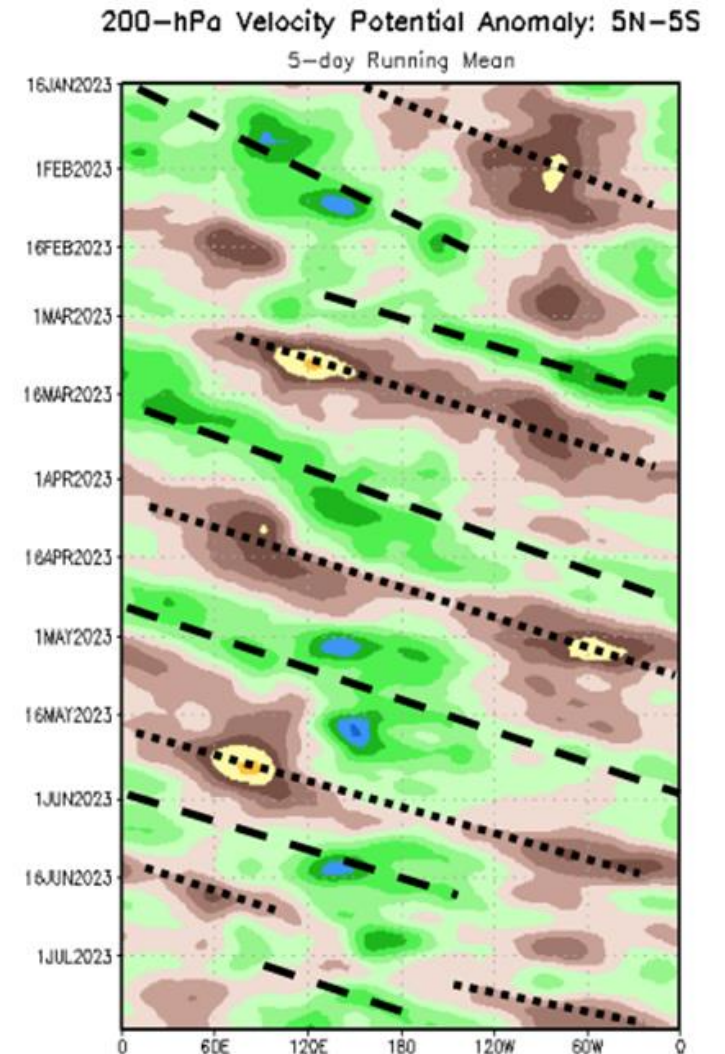 200-hPa Velocity Potential Anomaly: 5N-5S
5-day Running Mean
16JAN2023
1FEB2023
16FEB2023
1MAR2023
16MAR2023
1APR2023
16APR2023
1MAY2023
16MAY2023
1JUN2023
16JUN2023
1JUL2023
0 60E 120E 180 120W 60W 0